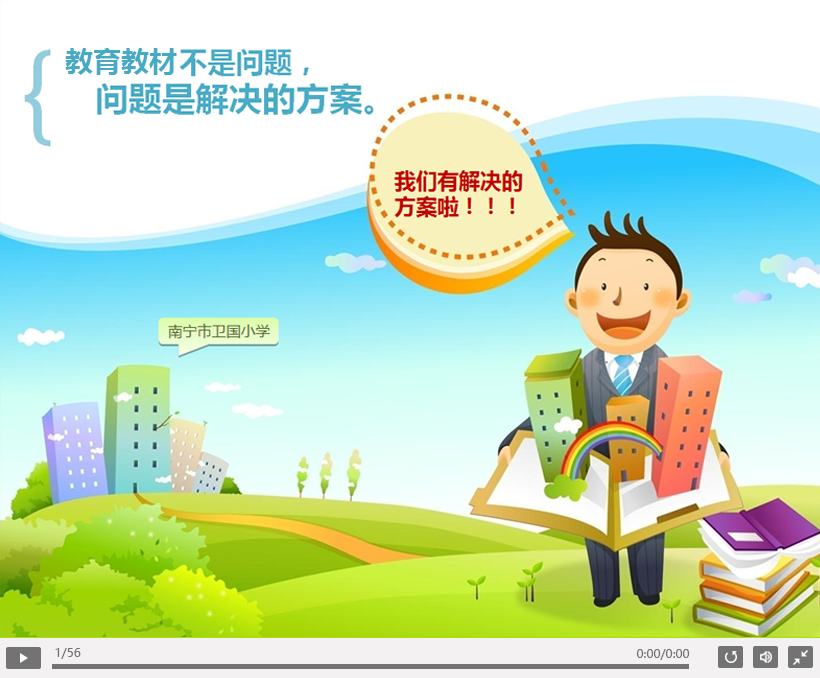 教育教材不是问题，
问题是解决的方案。
我们有解决的
方案啦！！！
南宁市卫国小学
1/56
0:00/0:00